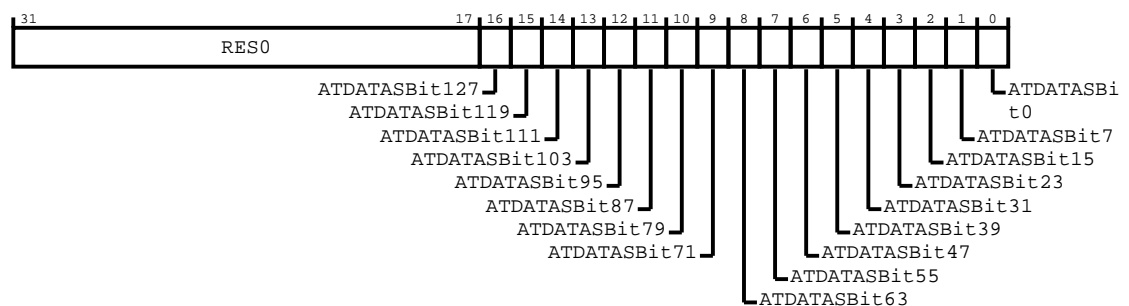 31 17 16 15 14 13 12 11 10 9 8 7 6 5 4 3 2 1 0
RES0
ATDATASBit127
ATDATASBi
t0
ATDATASBit119
ATDATASBit111
ATDATASBit7
ATDATASBit103
ATDATASBit15
ATDATASBit95
ATDATASBit23
ATDATASBit87
ATDATASBit31
ATDATASBit79
ATDATASBit39
ATDATASBit71
ATDATASBit47
ATDATASBit55
ATDATASBit63